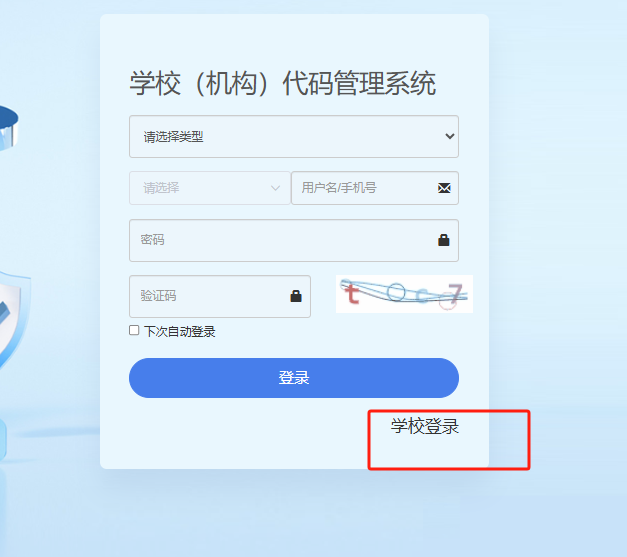 学校（机构）代码管理系统
请选择类型
请选择 用户名/手机号
密码
验证码 toc7
下次自动登录
登录
学校登录